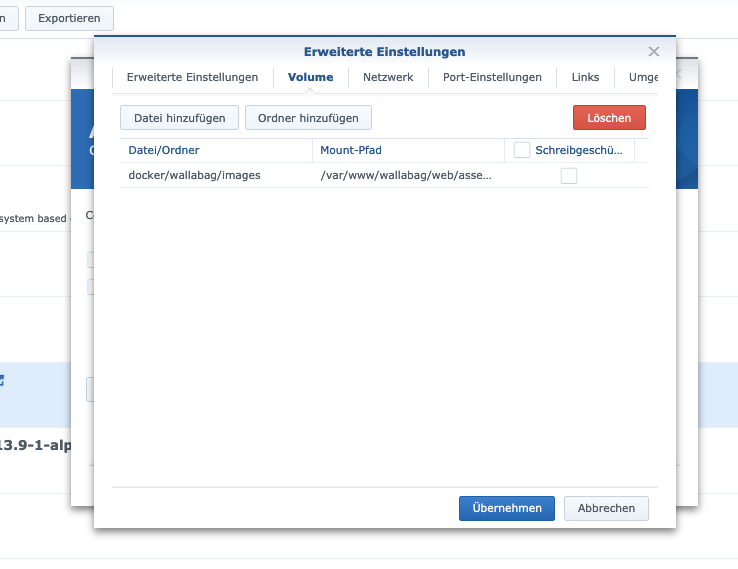 Exportieren
Erweiterte Einstellungen
Erweiterte Einstellungen Volume Netzwerk Port-Einstellungen Links Umge
Datei hinzufügen Ordner hinzufügen Löschen
Datei/Ordner Mount-Pfad Schreibgeschü...
docker/wallabag/images /var/www/wallabag/web/asse...
system based
13.9-1-alp
Übernehmen Abbrechen